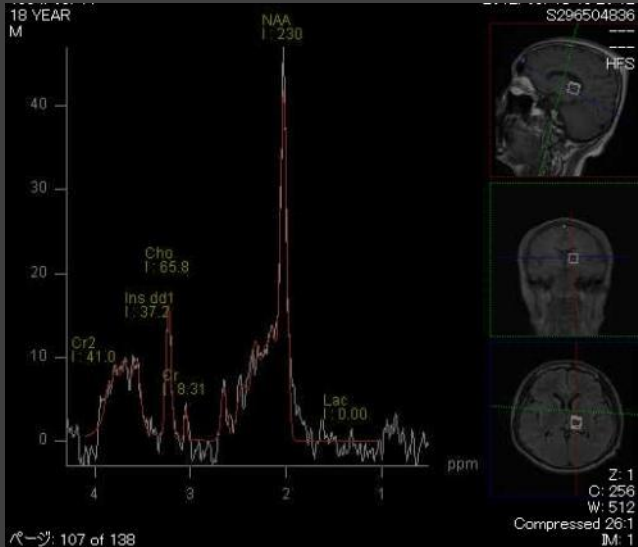 18 YEAR
M
S296504836
---
---
HFS
NAA
I : 230
40
30
20
10
0
Cho
I : 65.8
Ins dd1
I : 37.2
Cr2
I : 41.0
Cr
8.31
Lac
I : 0.00
4
3
2
1
ppm
Z: 1
C: 256
W: 512
Compressed 26:1
IM: 1
ページ: 107 of 138